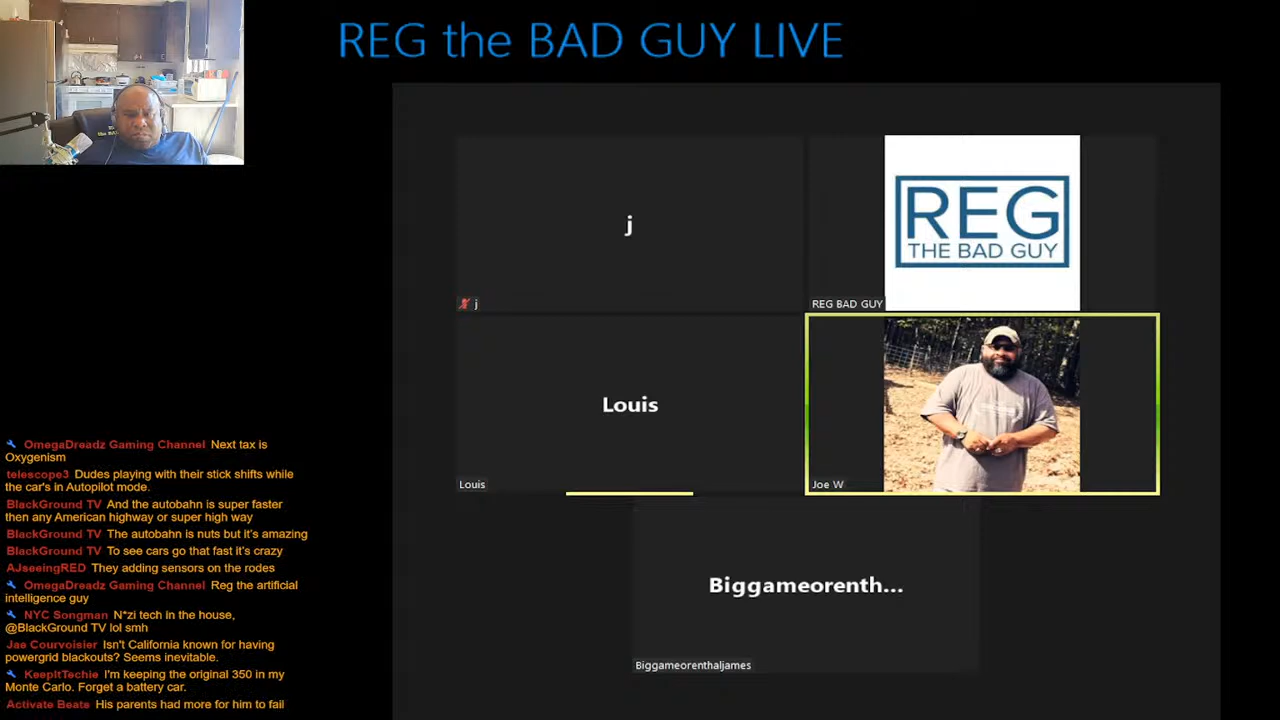 REG the BAD GUY LIVE
j
j
REG
THE BAD GUY
REG BAD GUY
Louis
Louis
Joe W
Biggameorenth...
Biggameorenthaljames
OmegaDreadz Gaming Channel Next tax is
Oxygenism
telescope3 Dudes playing with their stick shifts while
the car's in Autopilot mode.
BlackGround TV And the autobahn is super faster
then any American highway or super high way
BlackGround TV The autobahn is nuts but it's amazing
BlackGround TV To see cars go that fast it's crazy
AJseeingRED They adding sensors on the rodes
OmegaDreadz Gaming Channel Reg the artificial
intelligence guy
NYC Songman N*zi tech in the house,
@BlackGround TV lol smh
Jae Courvoisier Isn't California known for having
powergrid blackouts? Seems inevitable.
KeepItTechie I'm keeping the original 350 in my
Monte Carlo. Forget a battery car.
Activate Beats His parents had more for him to fail